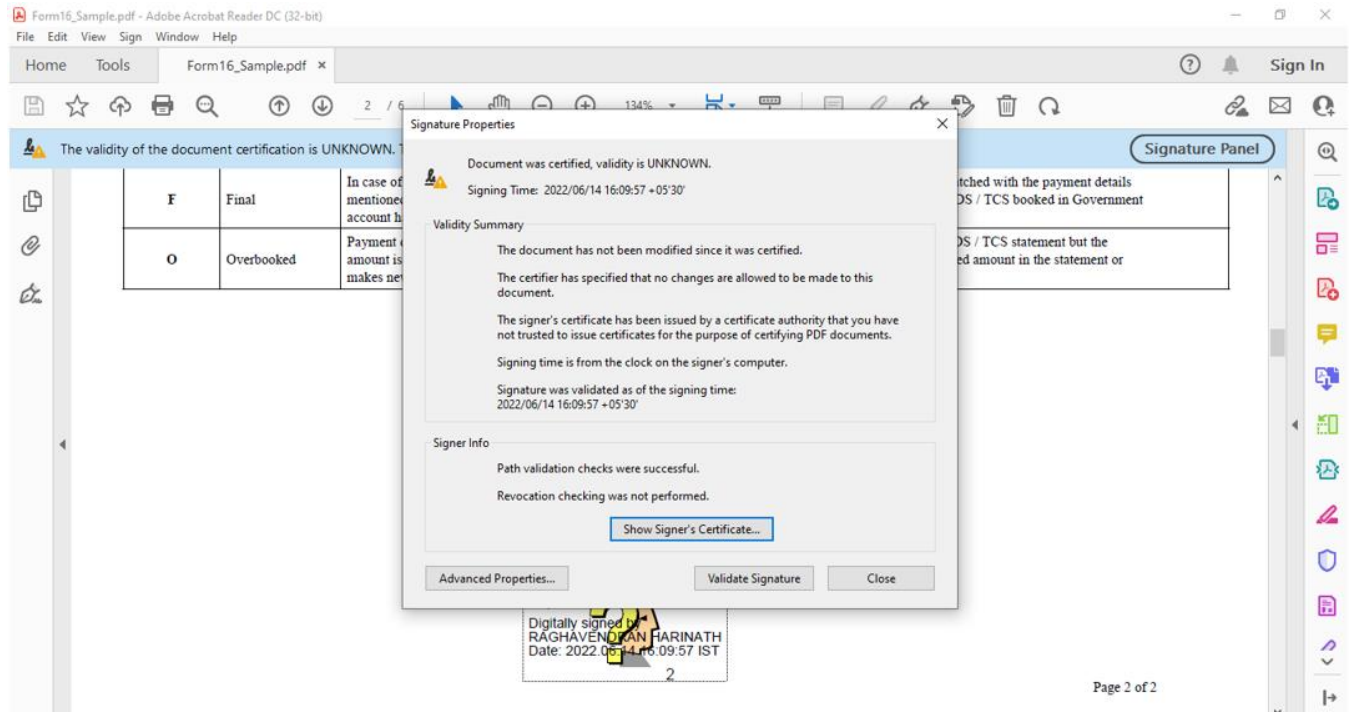 Form16_Sample.pdf - Adobe Acrobat Reader DC (32-bit)
File Edit View Sign Window Help
Home Tools Form16_Sample.pdf × Sign In
2 / 6 134%
The validity of the document certification is UNKNOWN.
Signature Panel
F Final
In case of
mentioned
account h
tched with the payment details
DS / TCS booked in Government
O Overbooked
Payment
amount is
makes ne
DS / TCS statement but the
ed amount in the statement or
Signature Properties
Document was certified, validity is UNKNOWN.
Signing Time: 2022/06/14 16:09:57 +05'30'
Validity Summary
The document has not been modified since it was certified.
The certifier has specified that no changes are allowed to be made to this
document.
The signer's certificate has been issued by a certificate authority that you have
not trusted to issue certificates for the purpose of certifying PDF documents.
Signing time is from the clock on the signer's computer.
Signature was validated as of the signing time:
2022/06/14 16:09:57 +05'30'
Signer Info
Path validation checks were successful.
Revocation checking was not performed.
Show Signer's Certificate...
Advanced Properties... Validate Signature Close
Digitally signed by
RAGHAVENDRAN HARINATH
Date: 2022.06.14 16:09:57 IST
2
Page 2 of 2